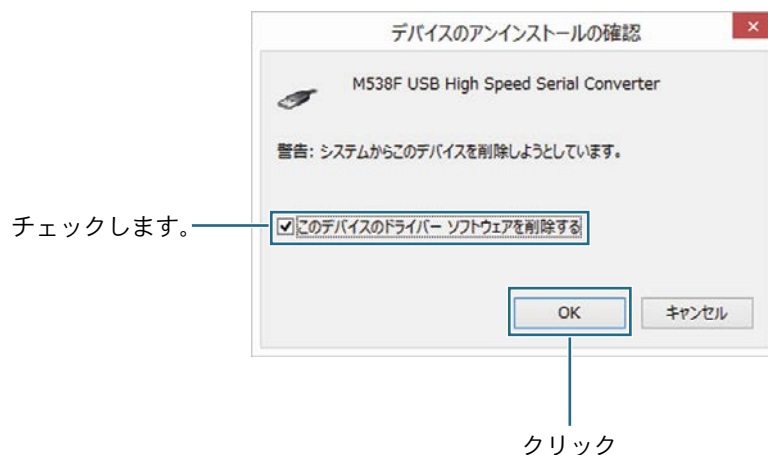 デバイスのアンインストールの確認
M538F USB High Speed Serial Converter
警告: システムからこのデバイスを削除しようとしています。
チェックします。
このデバイスのドライバー ソフトウェアを削除する
OK
キャンセル
クリック